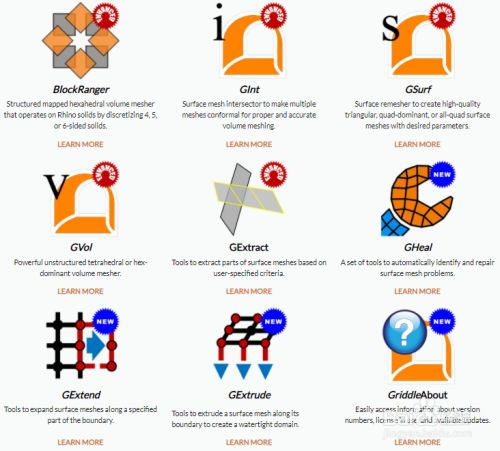 i
BlockRanger
Structured mapped hexahedral volume mesher
that operates on Rhino solids by discretizing 4, 5,
or 6-sided solids.
LEARN MORE
GInt
Surface mesh intersector to make multiple
meshes conformal for proper and accurate
volume meshing.
LEARN MORE
s
GSurf
Surface remesher to create high-quality
triangular, quad-dominant, or all-quad surface
meshes with desired parameters.
LEARN MORE
v
GVol
Powerful unstructured tetrahedral or hex-
dominant volume mesher.
LEARN MORE
GExtract
Tools to extract parts of surface meshes based on
user-specified criteria.
LEARN MORE
NEW
GHeal
A set of tools to automatically identify and repair
surface mesh problems.
LEARN MORE
NEW
GExtend
Tools to expand surface meshes along a specified
part of the boundary.
LEARN MORE
NEW
GExtrude
Tools to extrude a surface mesh along its
boundary to create a watertight domain.
LEARN MORE
?
NEW
GriddleAbout
Easily access information about version
numbers, license in use, and available updates.
LEARN MORE
jingyan.baidu.com